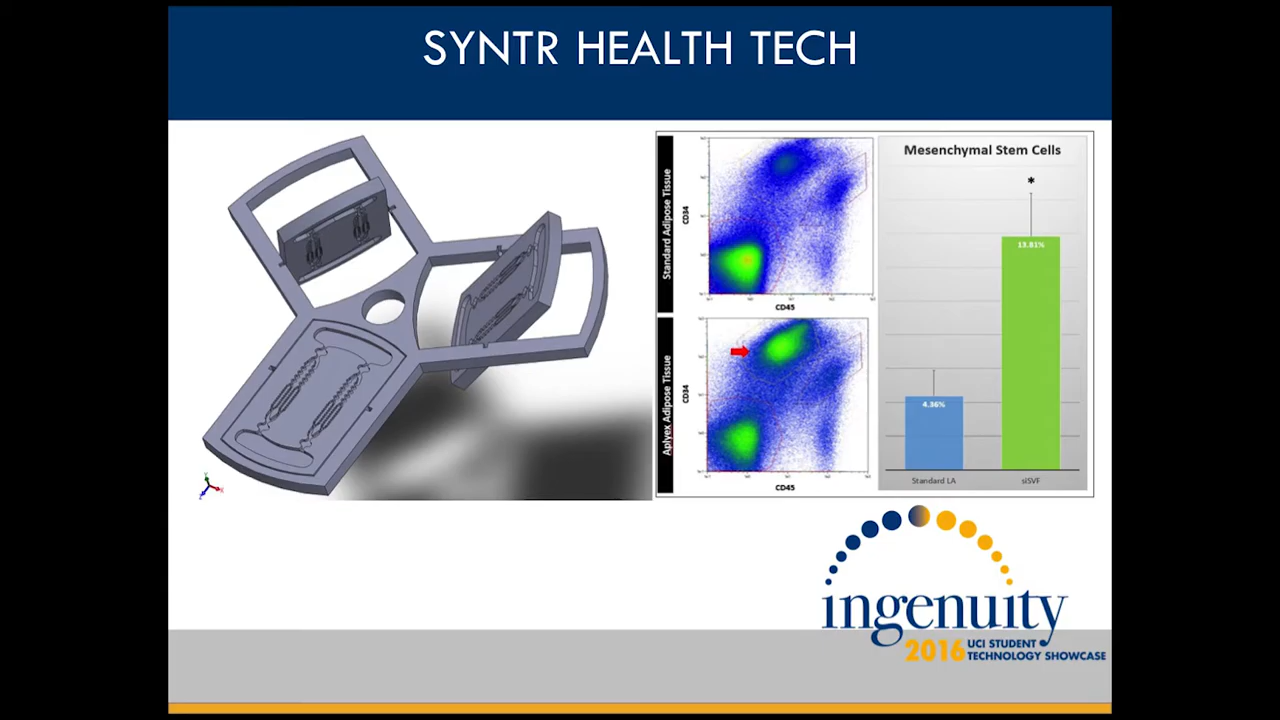 SYNTR HEALTH TECH
Standard Adipose Tissue
CD34
CD45
Aplyex Adipose Tissue
CD34
CD45
Mesenchymal Stem Cells
*
13.81%
4.36%
Standard LA
siSVF
ingenuity
2016 UCI STUDENT
TECHNOLOGY SHOWCASE